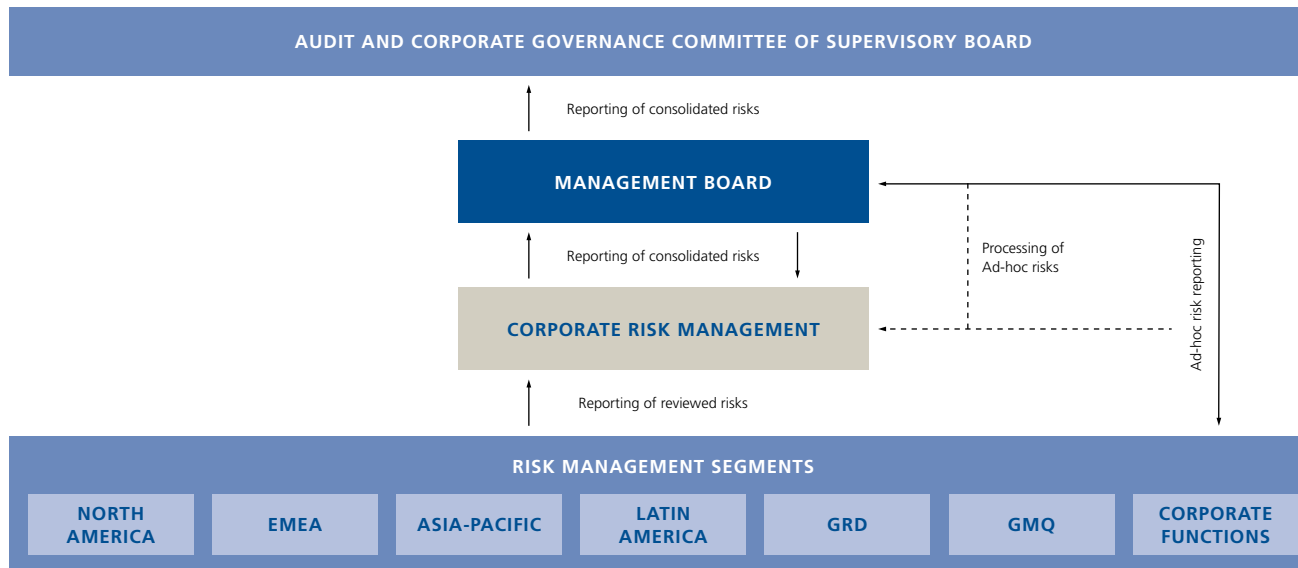 AUDIT AND CORPORATE GOVERNANCE COMMITTEE OF SUPERVISORY BOARD
Reporting of consolidated risks
MANAGEMENT BOARD
Reporting of consolidated risks
Processing of
Ad-hoc risks
Ad-hoc risk reporting
CORPORATE RISK MANAGEMENT
Reporting of reviewed risks
RISK MANAGEMENT SEGMENTS
NORTH
AMERICA
EMEA
ASIA-PACIFIC
LATIN
AMERICA
GRD
GMQ
CORPORATE
FUNCTIONS